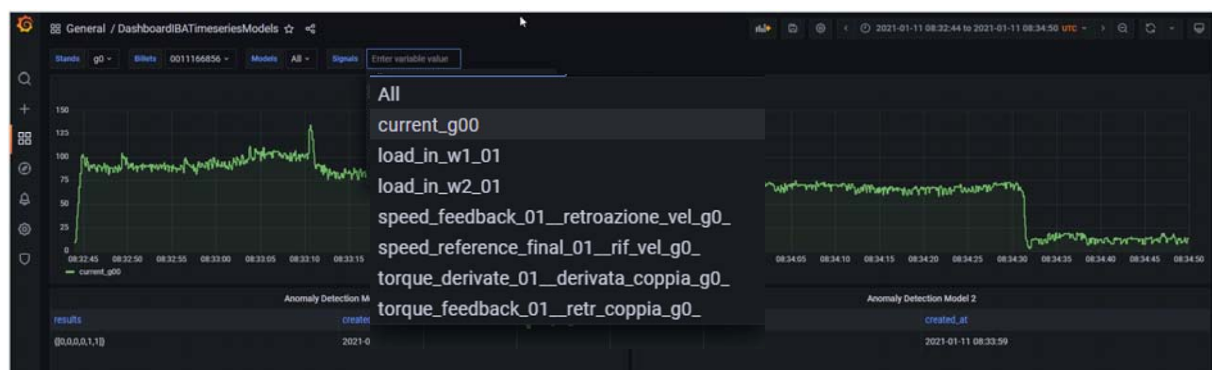 General / DashboardIBATimeseriesModels
2021-01-11 08:32:44 to 2021-01-11 08:34:50 UTC
Stands g0 Billets 0011166856 Models All Signals Enter variable value
All
current_g00
load_in_w1_01
load_in_w2_01
speed_feedback_01__retroazione_vel_g0_
speed_reference_final_01__rif_vel_g0_
torque_derivate_01__derivata_coppia_g0_
torque_feedback_01__retr_coppia_g0_
150
125
100
75
50
25
0
08:32:45 08:32:50 08:32:55 08:33:00 08:33:05 08:33:10 08:33:15
08:34:05 08:34:10 08:34:15 08:34:20 08:34:25 08:34:30 08:34:35 08:34:40 08:34:45 08:34:50
current_g00
Anomaly Detection M
Anomaly Detection Model 2
results
created_at
{[0,0,0,0,1,1]}
2021-0
2021-01-11 08:33:59